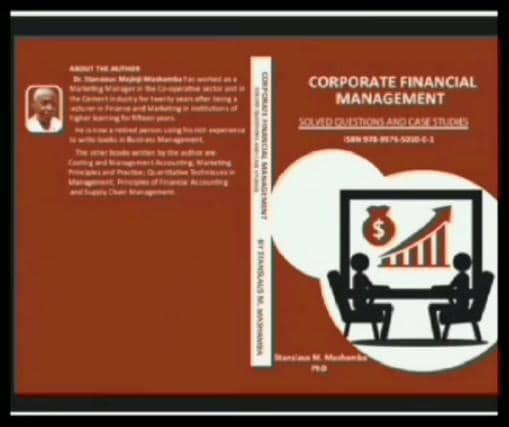 ABOUT THE AUTHOR
Dr. Stanslaus Majinji Mashamba has worked as a
Marketing Manager in the Co-operative sector and in
the Cement industry for twenty years after being a
Lecturer in Finance and Marketing in institutions of
higher learning for fifteen years.
He is now a retired person using his rich experience
to write books in Business Management.
The other books written by the author are:
Costing and Management Accounting; Marketing
Principles and Practice; Quantitative Techniques in
Management; Principles of Financial Accounting
and Supply Chain Management.
CORPORATE FINANCIAL MANAGEMENT
SOLVED QUESTIONS AND CASE STUDIES
BY STANSLAUS M. MASHAMBA
CORPORATE FINANCIAL
MANAGEMENT
SOLVED QUESTIONS AND CASE STUDIES
ISBN 978-9976-5050-0-1
$
Stanslaus M. Mashamba
PhD